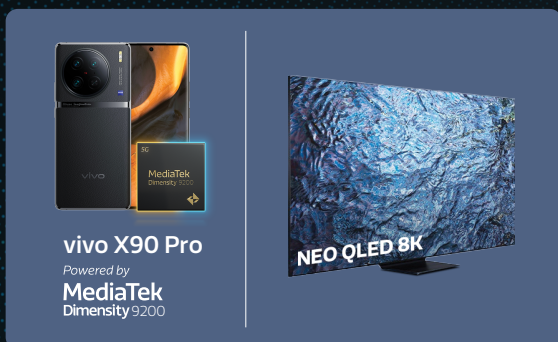 vivo
5G
MediaTek
Dimensity 9200
vivo X90 Pro
Powered by
MediaTek
Dimensity 9200
NEO QLED 8K